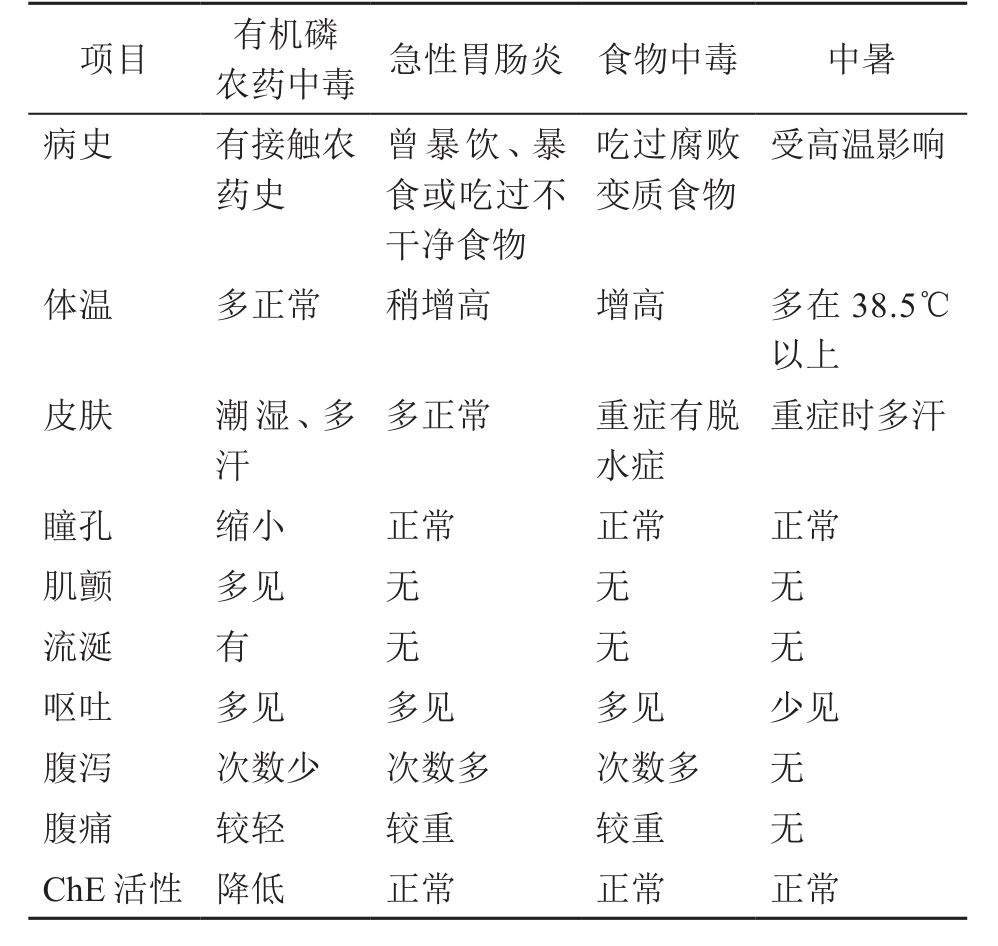 项目 有机磷农药中毒 急性胃肠炎 食物中毒 中暑
病史 有接触农 曾暴饮、暴 吃过腐败 受高温影响
药史 食或吃过不 变质食物
干净食物
体温 多正常 稍增高 增高 多在 38.5℃
以上
皮肤 潮湿、多 多正常 重症有脱 重症时多汗
汗 水症
瞳孔 缩小 正常 正常 正常
肌颤 多见 无 无 无
流涎 有 无 无 无
呕吐 多见 多见 多见 少见
腹泻 次数少 次数多 次数多 无
腹痛 较轻 较重 较重 无
ChE 活性 降低 正常 正常 正常